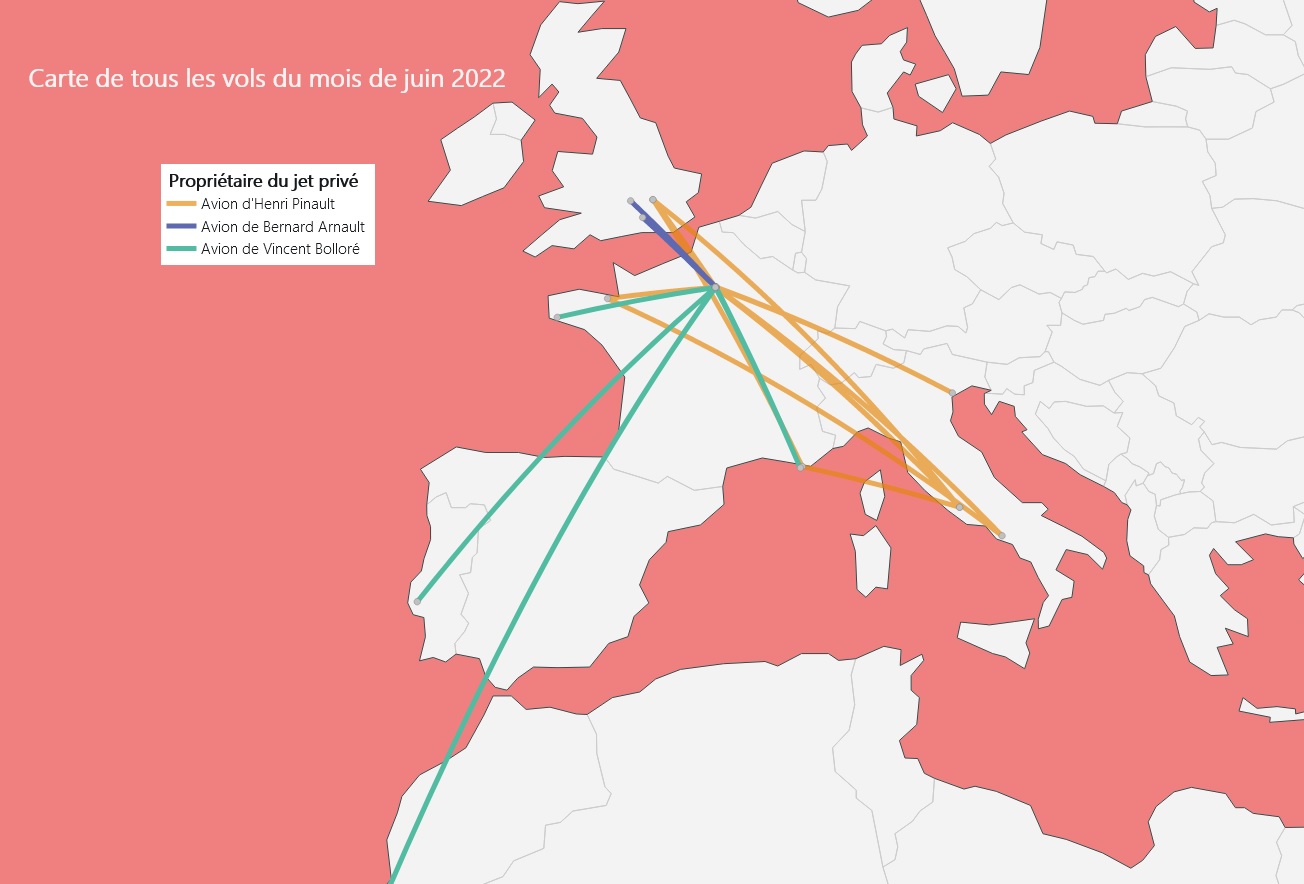 Carte de tous les vols du mois de juin 2022
Propriétaire du jet privé
Avion d'Henri Pinault
Avion de Bernard Arnault
Avion de Vincent Bolloré